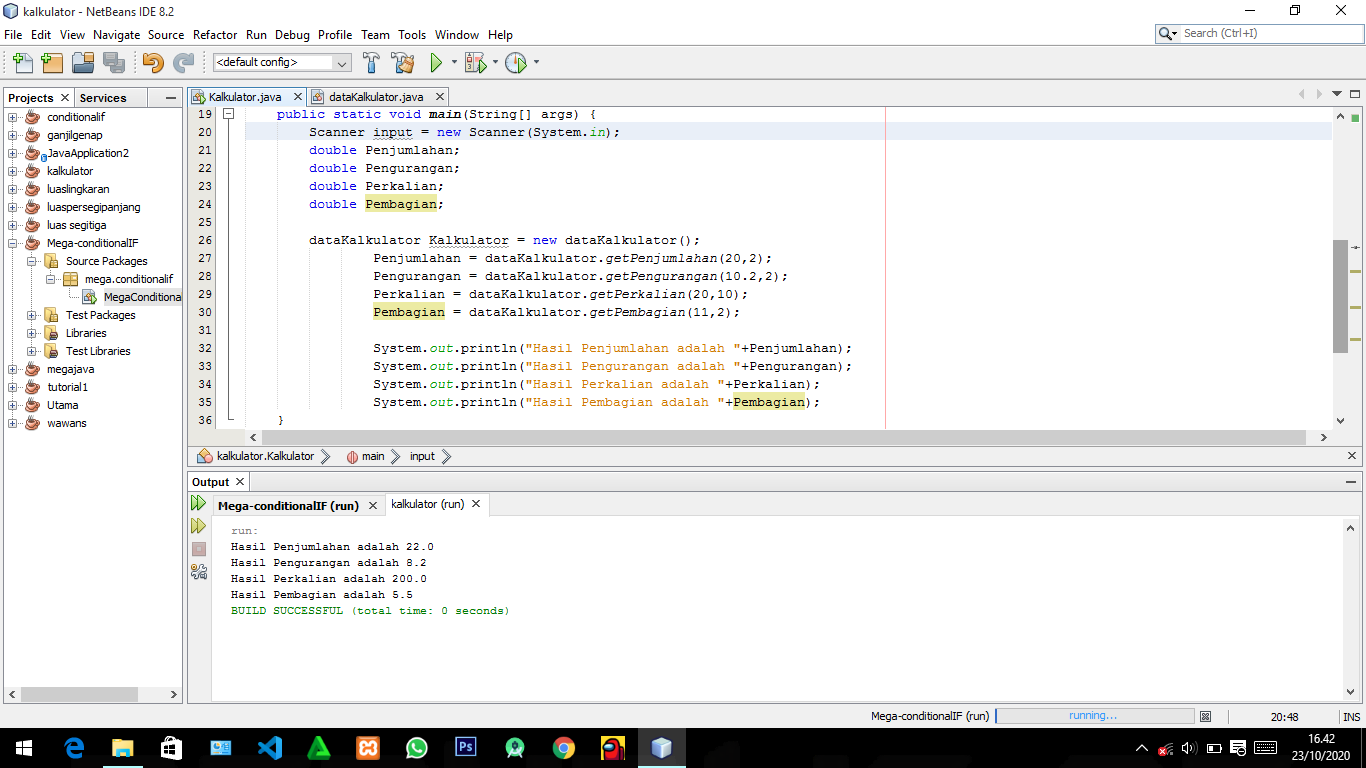 kalkulator - NetBeans IDE 8.2
File Edit View Navigate Source Refactor Run Debug Profile Team Tools Window Help
Search (Ctrl+I)
<default config>
Projects Services
conditionalif
ganjilgenap
JavaApplication2
kalkulator
luaslingkaran
luaspersegipanjang
luas segitiga
Mega-conditionalIF
Source Packages
mega.conditionalif
MegaConditiona
Test Packages
Libraries
Test Libraries
megajava
tutorial1
Utama
wawans
Kalkulator.java dataKalkulator.java
19 public static void main(String[] args) {
20 Scanner input = new Scanner(System.in);
21 double Penjumlahan;
22 double Pengurangan;
23 double Perkalian;
24 double Pembagian;
25
26 dataKalkulator Kalkulator = new dataKalkulator();
27 Penjumlahan = dataKalkulator.getPenjumlahan(20,2);
28 Pengurangan = dataKalkulator.getPengurangan(10.2,2);
29 Perkalian = dataKalkulator.getPerkalian(20,10);
30 Pembagian = dataKalkulator.getPembagian(11,2);
31
32 System.out.println("Hasil Penjumlahan adalah "+Penjumlahan);
33 System.out.println("Hasil Pengurangan adalah "+Pengurangan);
34 System.out.println("Hasil Perkalian adalah "+Perkalian);
35 System.out.println("Hasil Pembagian adalah "+Pembagian);
36 }
kalkulator.Kalkulator main input
Output
Mega-conditionalIF (run) kalkulator (run)
run:
Hasil Penjumlahan adalah 22.0
Hasil Pengurangan adalah 8.2
Hasil Perkalian adalah 200.0
Hasil Pembagian adalah 5.5
BUILD SUCCESSFUL (total time: 0 seconds)
Mega-conditionalIF (run) running... 20:48 INS
Ps
16.42
23/10/2020